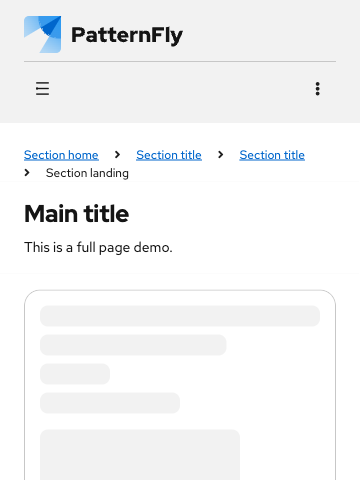 PatternFly
Section home Section title Section title
Section landing
Main title
This is a full page demo.